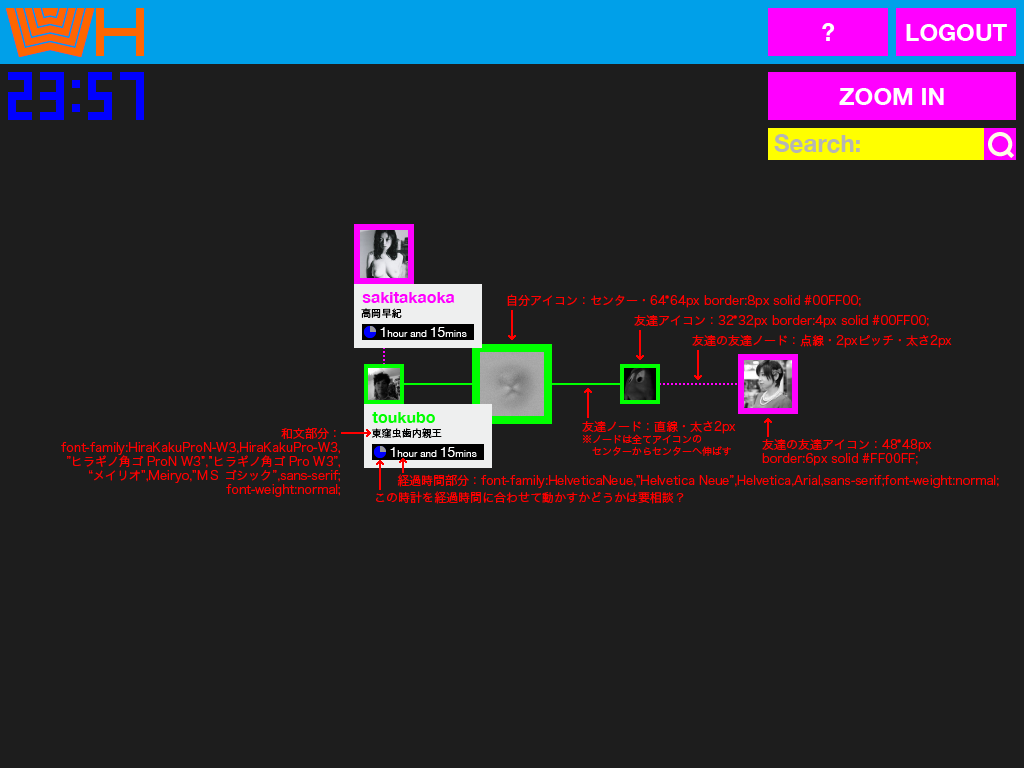 WH
?
LOGOUT
23:57
ZOOM IN
Search:
sakitakaoka
高岡早紀
1hour and 15mins
自分アイコン：センター・64*64px border:8px solid #00FF00;
友達アイコン：32*32px border:4px solid #00FF00;
友達の友達ノード：点線・2pxピッチ・太さ2px
toukubo
東窪虫歯内親王
1hour and 15mins
友達ノード：直線・太さ2px
※ノードは全てアイコンの
センターからセンターへ伸ばす
友達の友達アイコン：48*48px
border:6px solid #FF00FF;
和文部分：
font-family:HiraKakuProN-W3,HiraKakuPro-W3,
"ヒラギノ角ゴ ProN W3","ヒラギノ角ゴ Pro W3",
"メイリオ",Meiryo,"ＭＳ ゴシック",sans-serif;
font-weight:normal;
経過時間部分：font-family:HelveticaNeue,"Helvetica Neue",Helvetica,Arial,sans-serif;font-weight:normal;
この時計を経過時間に合わせて動かすかどうかは要相談？